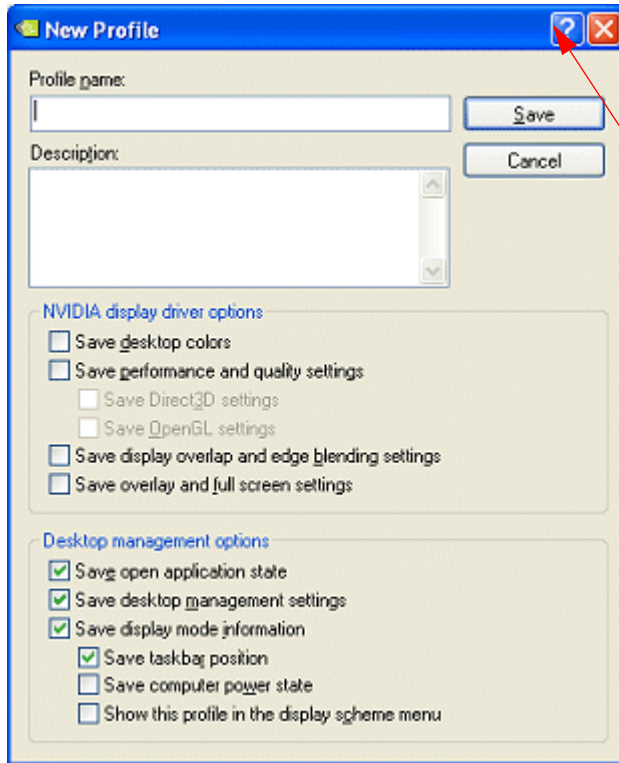 New Profile
?
Profile name:
Save
Description:
Cancel
NVIDIA display driver options
Save desktop colors
Save performance and quality settings
Save Direct3D settings
Save OpenGL settings
Save display overlap and edge blending settings
Save overlay and full screen settings
Desktop management options
Save open application state
Save desktop management settings
Save display mode information
Save taskbar position
Save computer power state
Show this profile in the display scheme menu